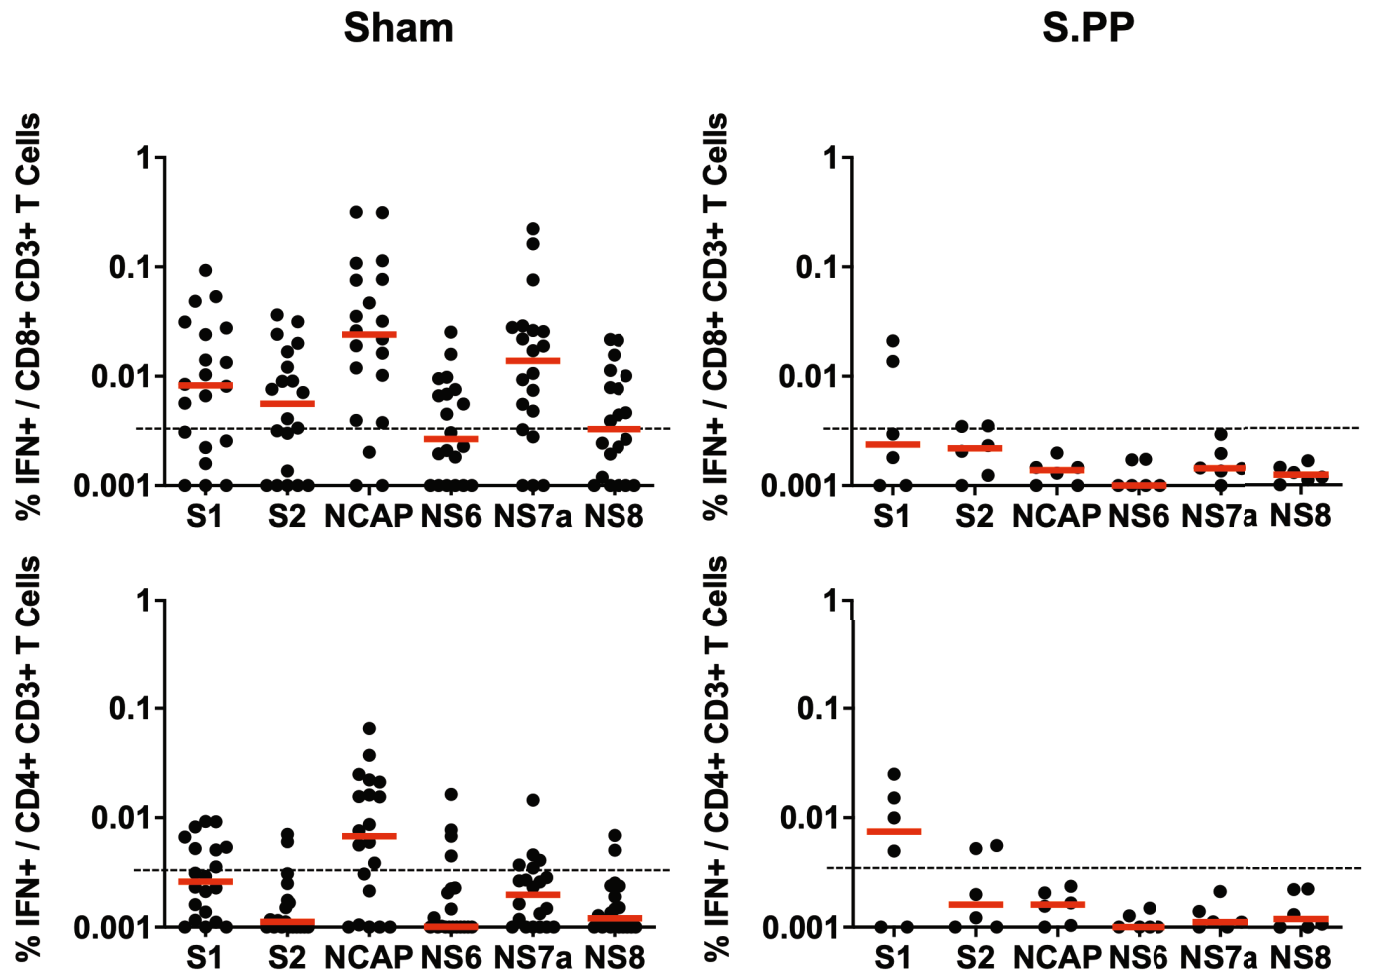 Sham
S.PP
% IFN+ / CD8+ CD3+ T Cells
1
0.1
0.01
0.001
S1 S2 NCAP NS6 NS7a NS8
% IFN+ / CD8+ CD3+ T Cells
1
0.1
0.01
0.001
S1 S2 NCAP NS6 NS7a NS8
% IFN+ / CD4+ CD3+ T Cells
1
0.1
0.01
0.001
S1 S2 NCAP NS6 NS7a NS8
% IFN+ / CD4+ CD3+ T Cells
1
0.1
0.01
0.001
S1 S2 NCAP NS6 NS7a NS8